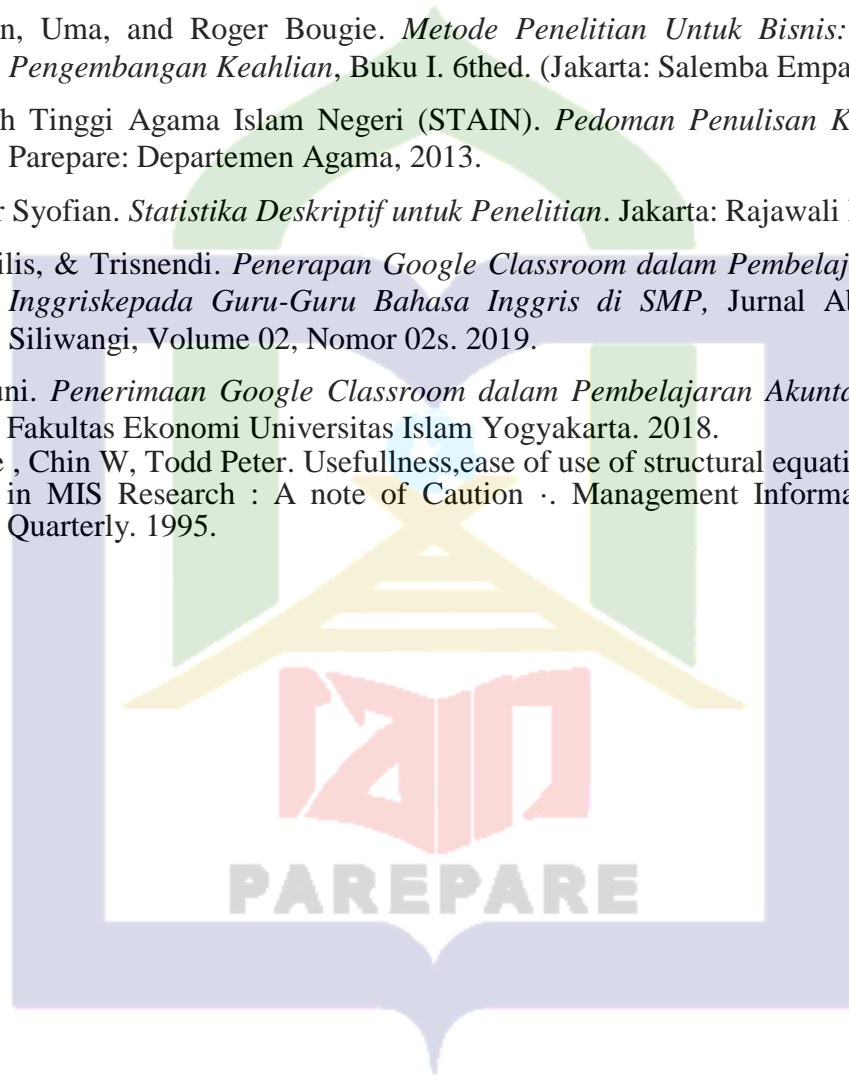 n, Uma, and Roger Bougie. Metode Penelitian Untuk Bisnis:
Pengembangan Keahlian, Buku I. 6thed. (Jakarta: Salemba Empa
h Tinggi Agama Islam Negeri (STAIN). Pedoman Penulisan K
Parepare: Departemen Agama, 2013.
r Syofian. Statistika Deskriptif untuk Penelitian. Jakarta: Rajawali
ilis, & Trisnendi. Penerapan Google Classroom dalam Pembelaj
Inggriskepada Guru-Guru Bahasa Inggris di SMP, Jurnal Ab
Siliwangi, Volume 02, Nomor 02s. 2019.
uni. Penerimaan Google Classroom dalam Pembelajaran Akunta
Fakultas Ekonomi Universitas Islam Yogyakarta. 2018.
e , Chin W, Todd Peter. Usefullness,ease of use of structural equati
in MIS Research : A note of Caution ·. Management Informa
Quarterly. 1995.
iain
PAREPARE